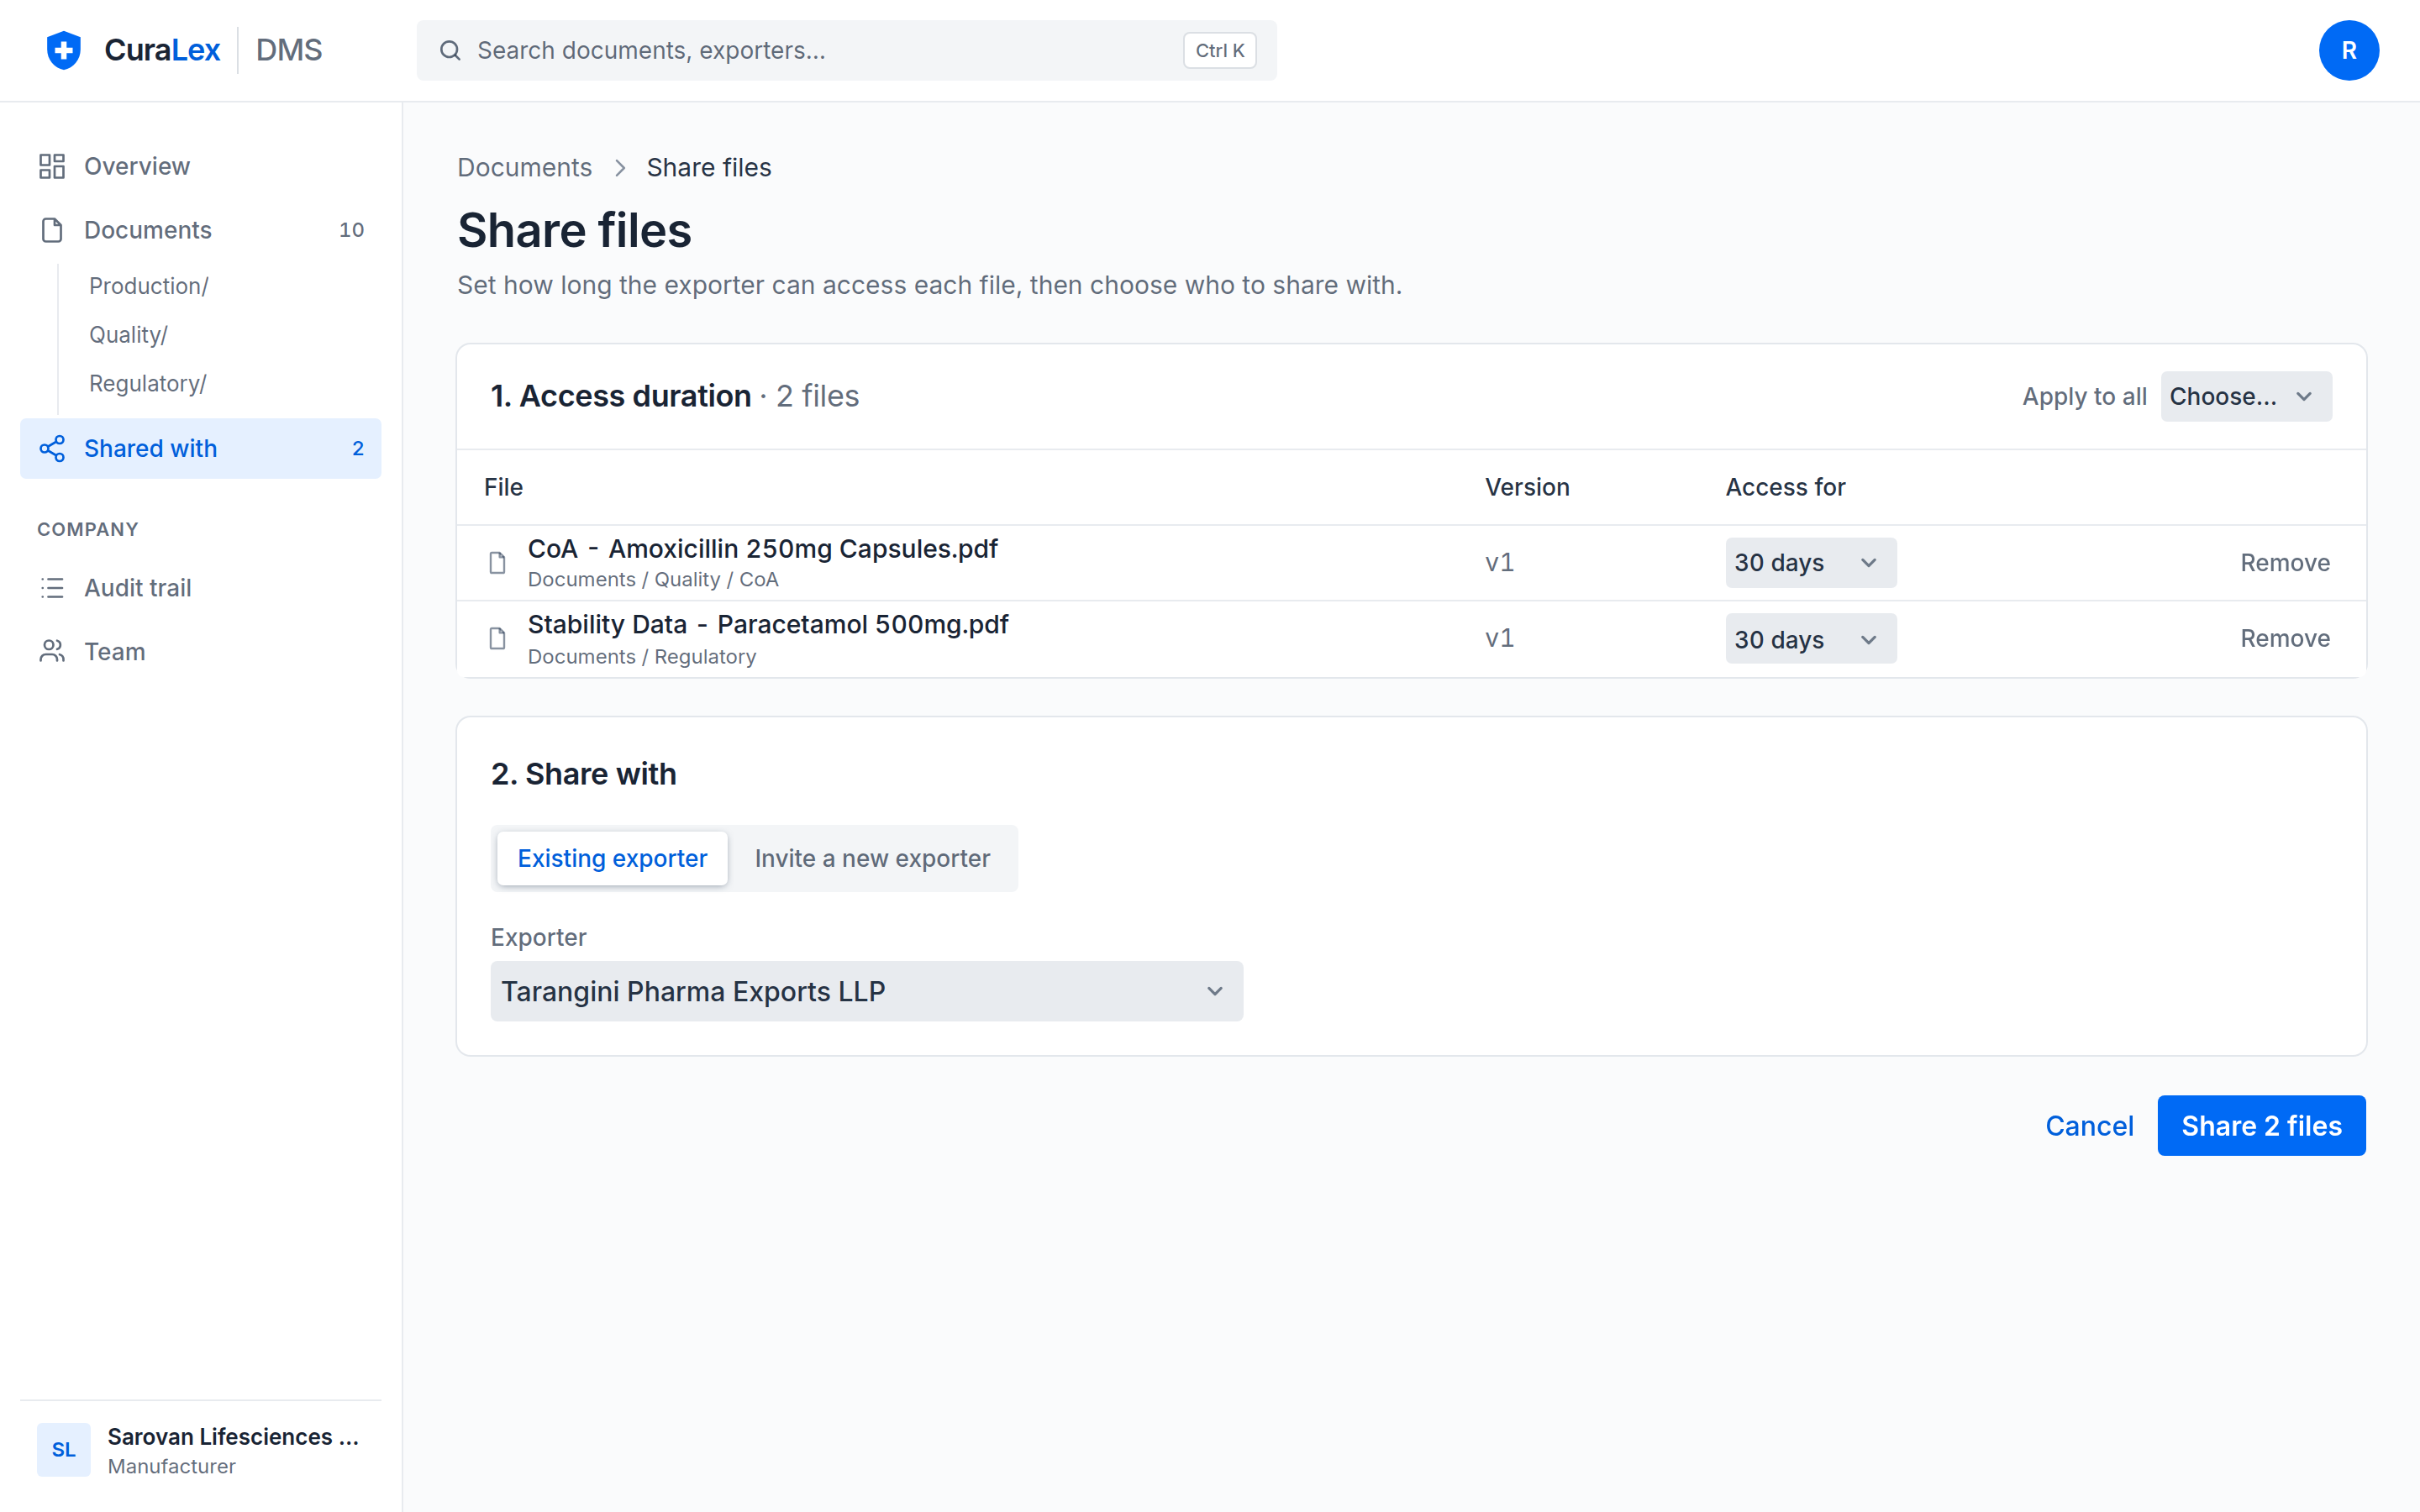 CuraLex DMS
Search documents, exporters...
Ctrl K
R
Overview
Documents 10
Production/
Quality/
Regulatory/
Shared with 2
COMPANY
Audit trail
Team
SL
Sarovan Lifesciences ...
Manufacturer
Documents > Share files
Share files
Set how long the exporter can access each file, then choose who to share with.
1. Access duration · 2 files
Apply to all Choose...
File Version Access for
CoA - Amoxicillin 250mg Capsules.pdf v1 30 days Remove
Documents / Quality / CoA
Stability Data - Paracetamol 500mg.pdf v1 30 days Remove
Documents / Regulatory
2. Share with
Existing exporter Invite a new exporter
Exporter
Tarangini Pharma Exports LLP
Cancel Share 2 files